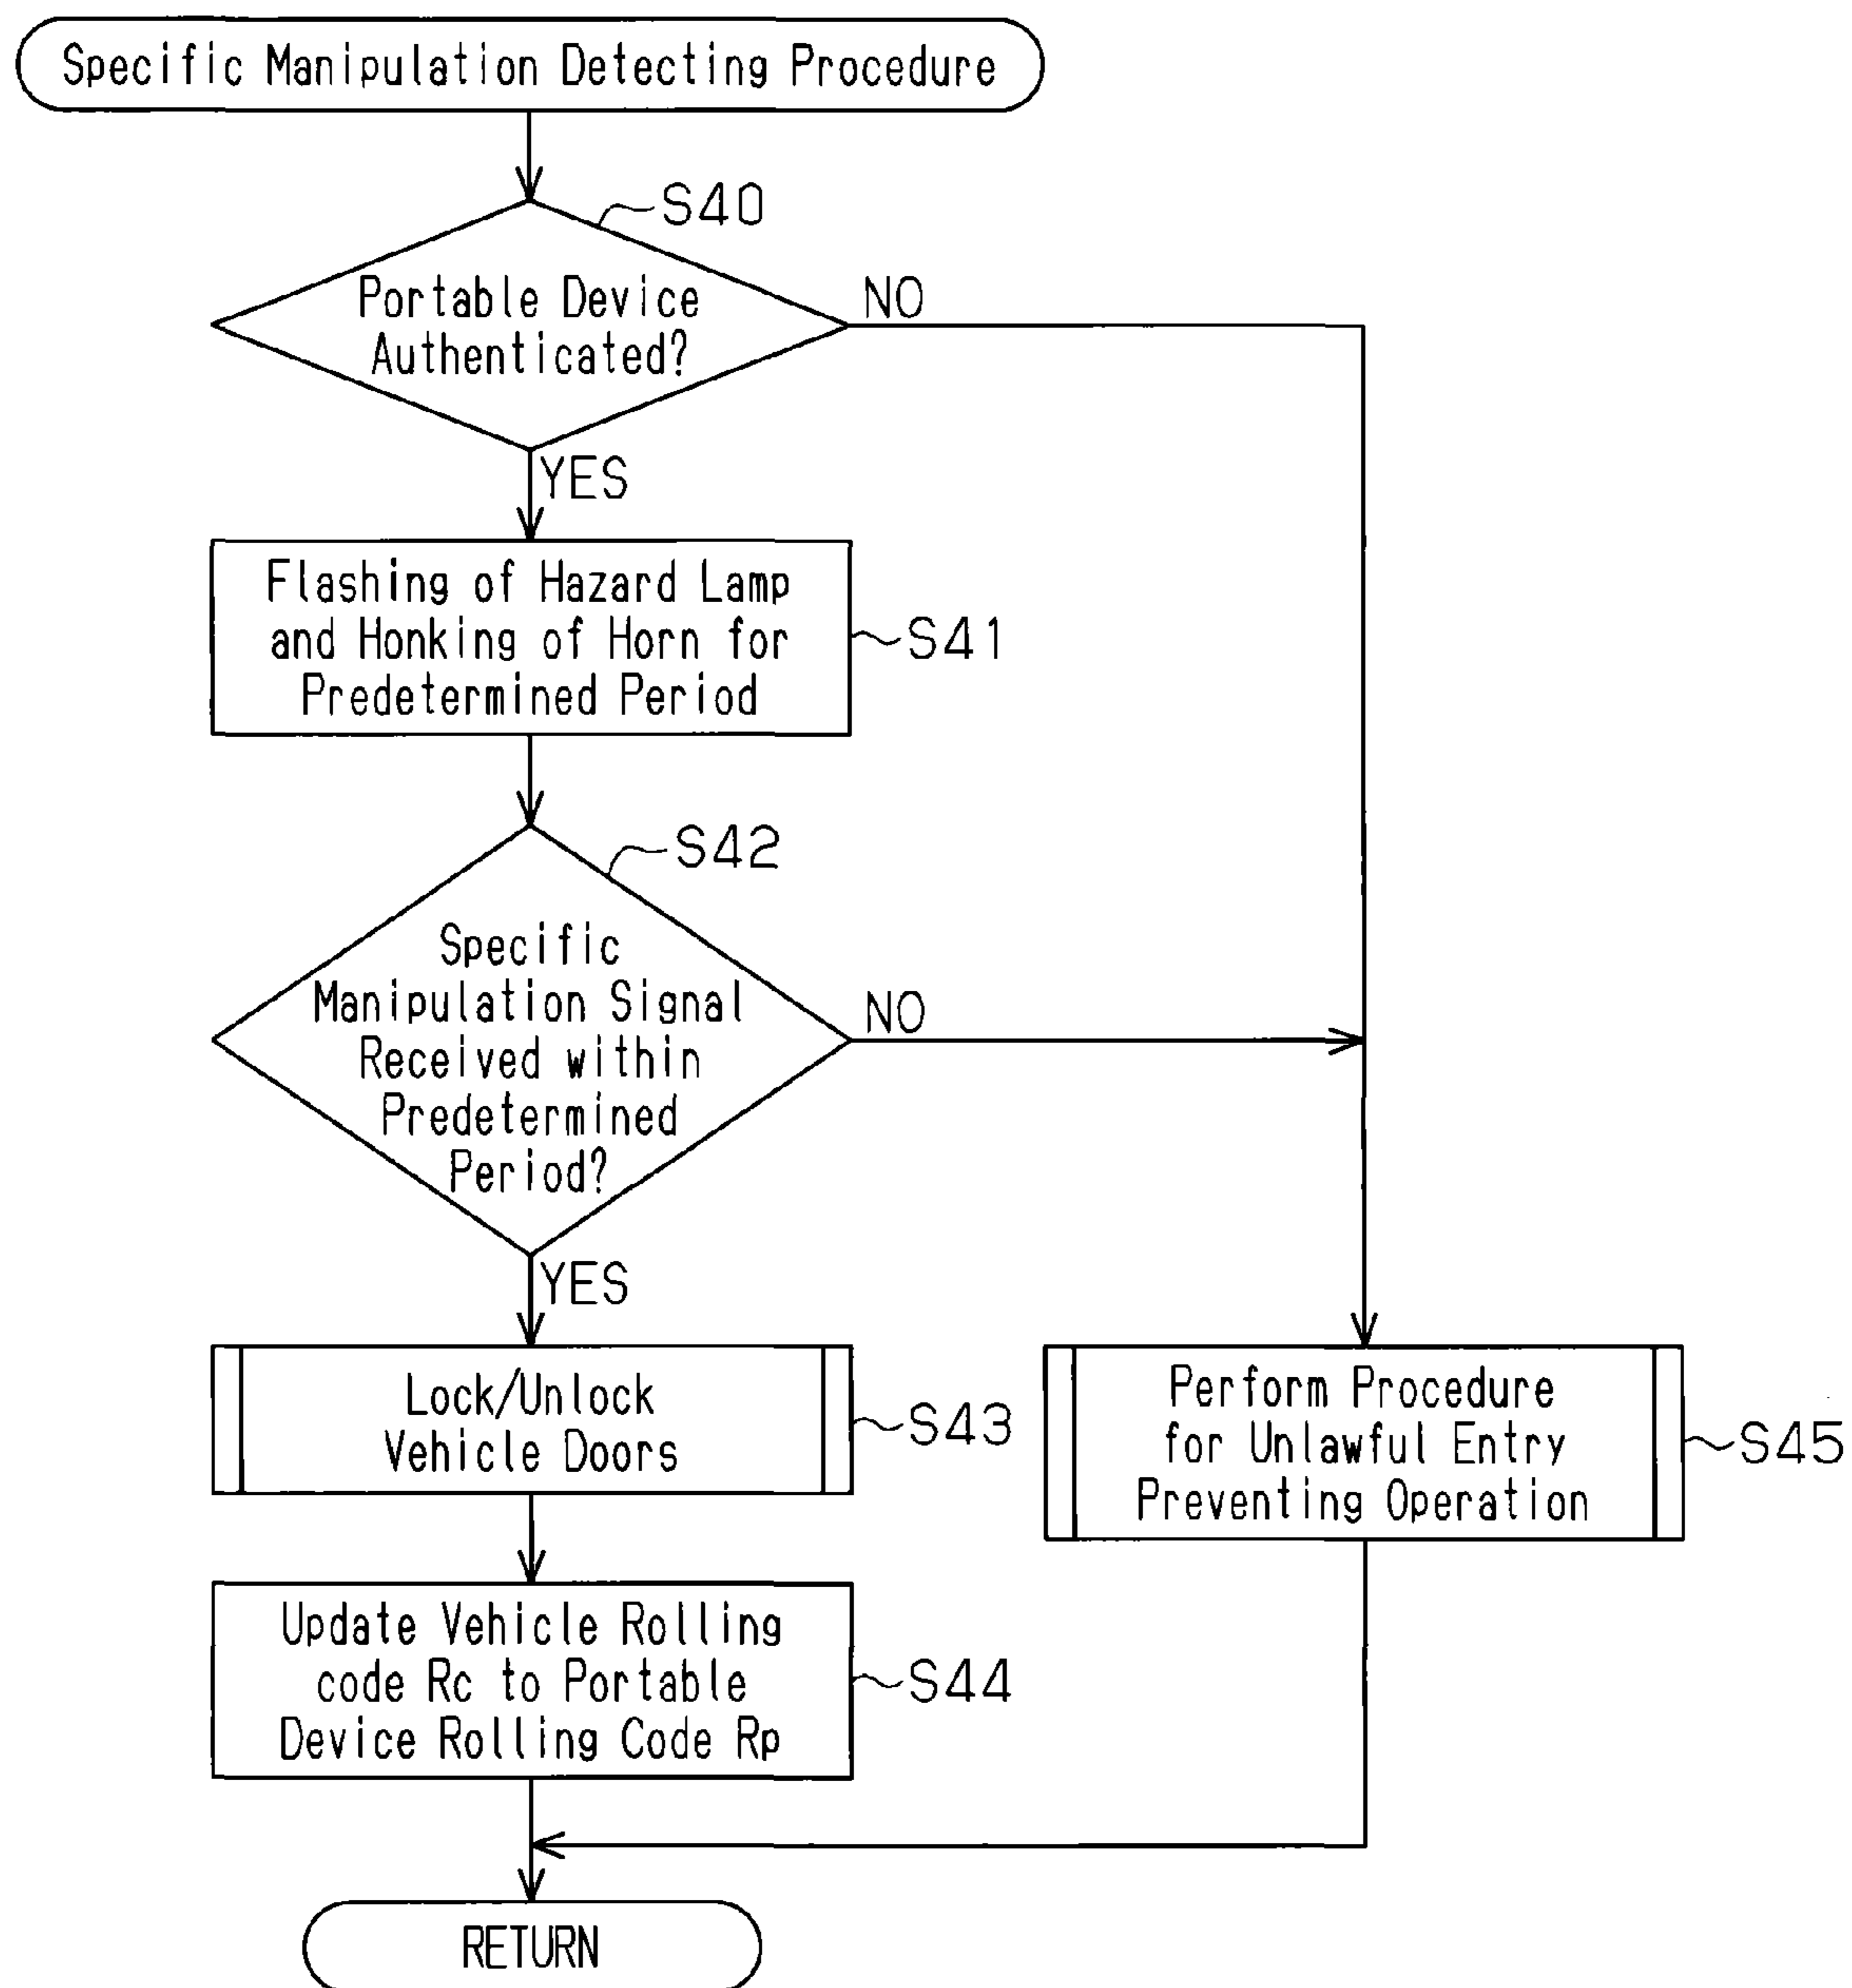 Specific Manipulation Detecting Procedure
S40
Portable Device
Authenticated?
NO
YES
Flashing of Hazard Lamp
and Honking of Horn for
Predetermined Period
S41
S42
Specific
Manipulation Signal
Received within
Predetermined
Period?
NO
YES
Lock/Unlock
Vehicle Doors
S43
Perform Procedure
for Unlawful Entry
Preventing Operation
S45
Update Vehicle Rolling
code Rc to Portable
Device Rolling Code Rp
S44
RETURN